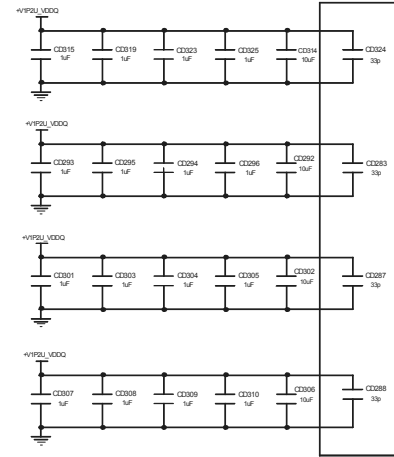 +V1P2U_VDDQ
CD315 CD319 CD323 CD325 CD314 CD324
1uF 1uF 1uF 1uF 10uF 33p
+V1P2U_VDDQ
CD293 CD295 CD294 CD296 CD292 CD283
1uF 1uF 1uF 1uF 10uF 33p
+V1P2U_VDDQ
CD301 CD303 CD304 CD305 CD302 CD287
1uF 1uF 1uF 1uF 10uF 33p
+V1P2U_VDDQ
CD307 CD308 CD309 CD310 CD306 CD288
1uF 1uF 1uF 1uF 10uF 33p